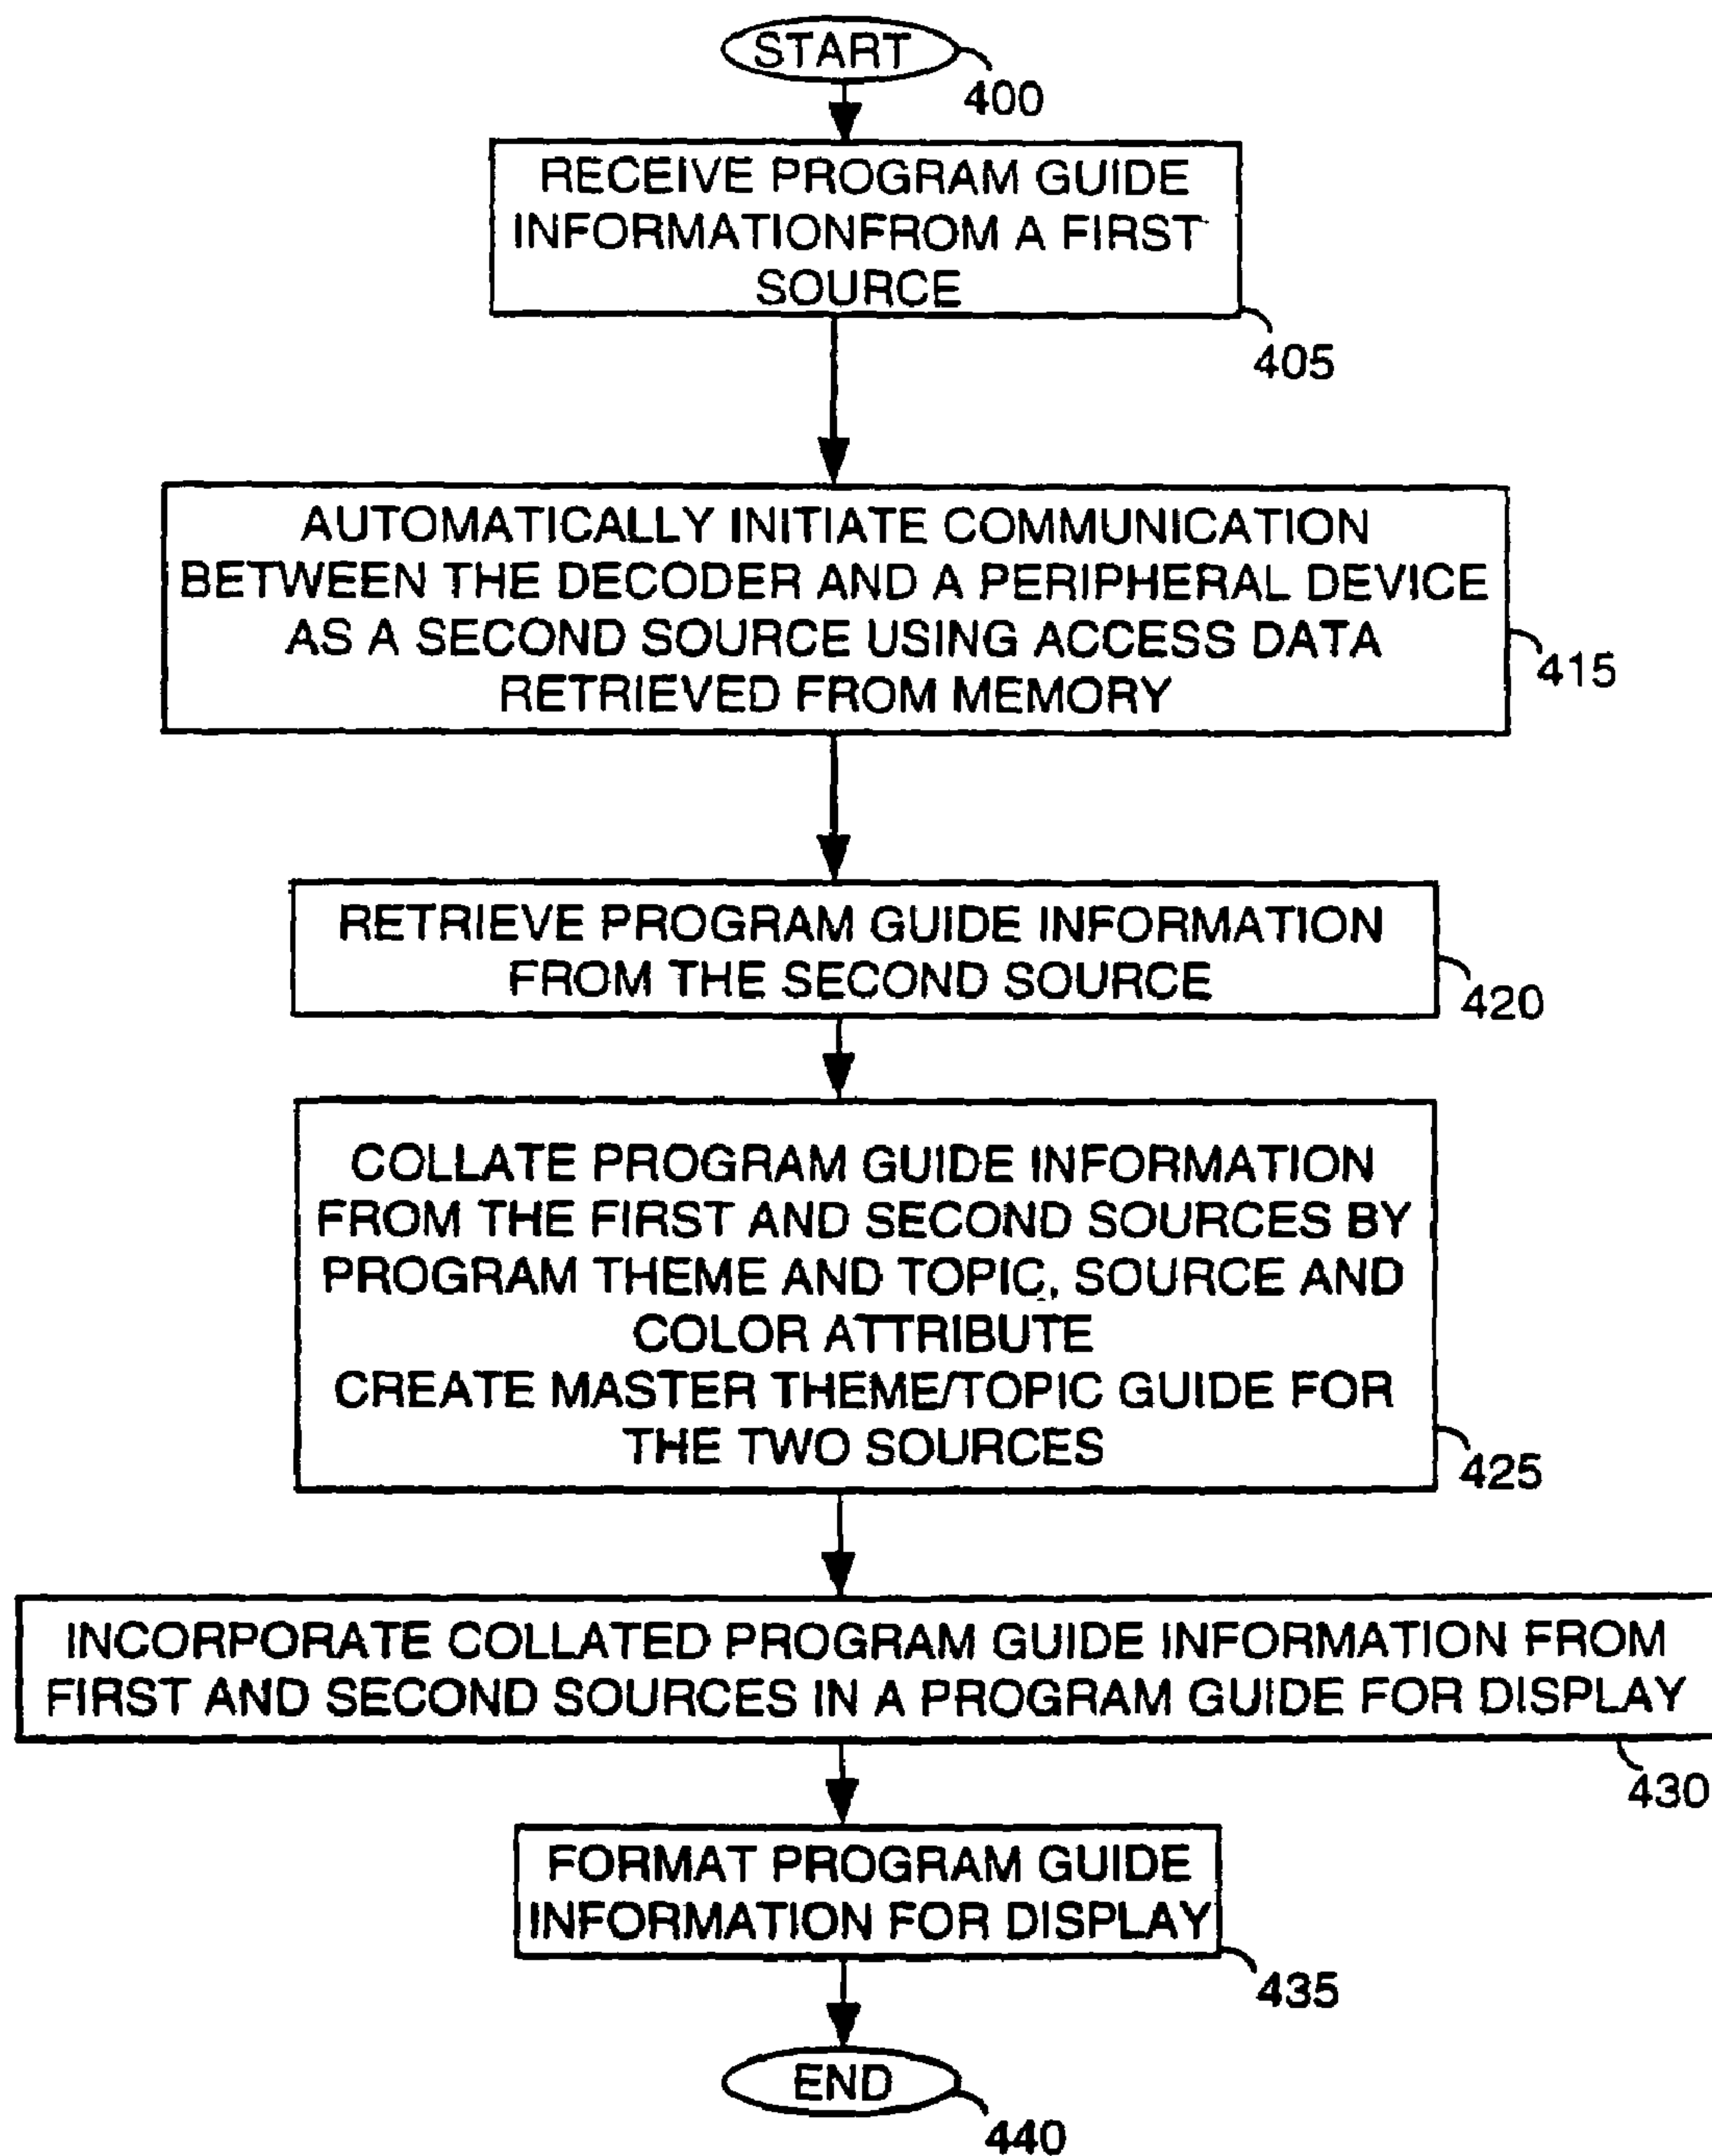 START
400
RECEIVE PROGRAM GUIDE
INFORMATIONFROM A FIRST
SOURCE
405
AUTOMATICALLY INITIATE COMMUNICATION
BETWEEN THE DECODER AND A PERIPHERAL DEVICE
AS A SECOND SOURCE USING ACCESS DATA
RETRIEVED FROM MEMORY
415
RETRIEVE PROGRAM GUIDE INFORMATION
FROM THE SECOND SOURCE
420
COLLATE PROGRAM GUIDE INFORMATION
FROM THE FIRST AND SECOND SOURCES BY
PROGRAM THEME AND TOPIC, SOURCE AND
COLOR ATTRIBUTE
CREATE MASTER THEME/TOPIC GUIDE FOR
THE TWO SOURCES
425
INCORPORATE COLLATED PROGRAM GUIDE INFORMATION FROM
FIRST AND SECOND SOURCES IN A PROGRAM GUIDE FOR DISPLAY
430
FORMAT PROGRAM GUIDE
INFORMATION FOR DISPLAY
435
END
440